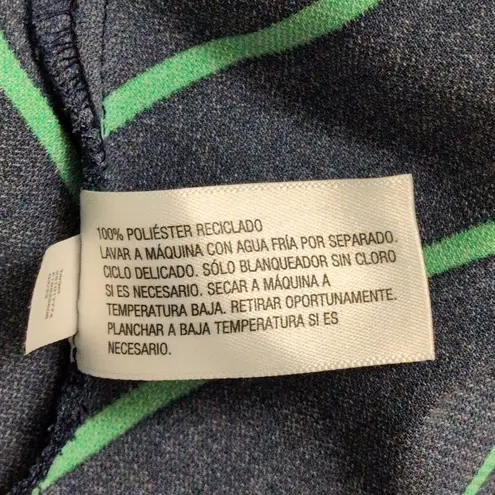 100% POLIÉSTER RECICLADO
LAVAR A MÁQUINA CON AGUA FRÍA POR SEPARADO.
CICLO DELICADO. SÓLO BLANQUEADOR SIN CLORO
SI ES NECESARIO. SECAR A MÁQUINA A
TEMPERATURA BAJA. RETIRAR OPORTUNAMENTE.
PLANCHAR A BAJA TEMPERATURA SI ES
NECESARIO.